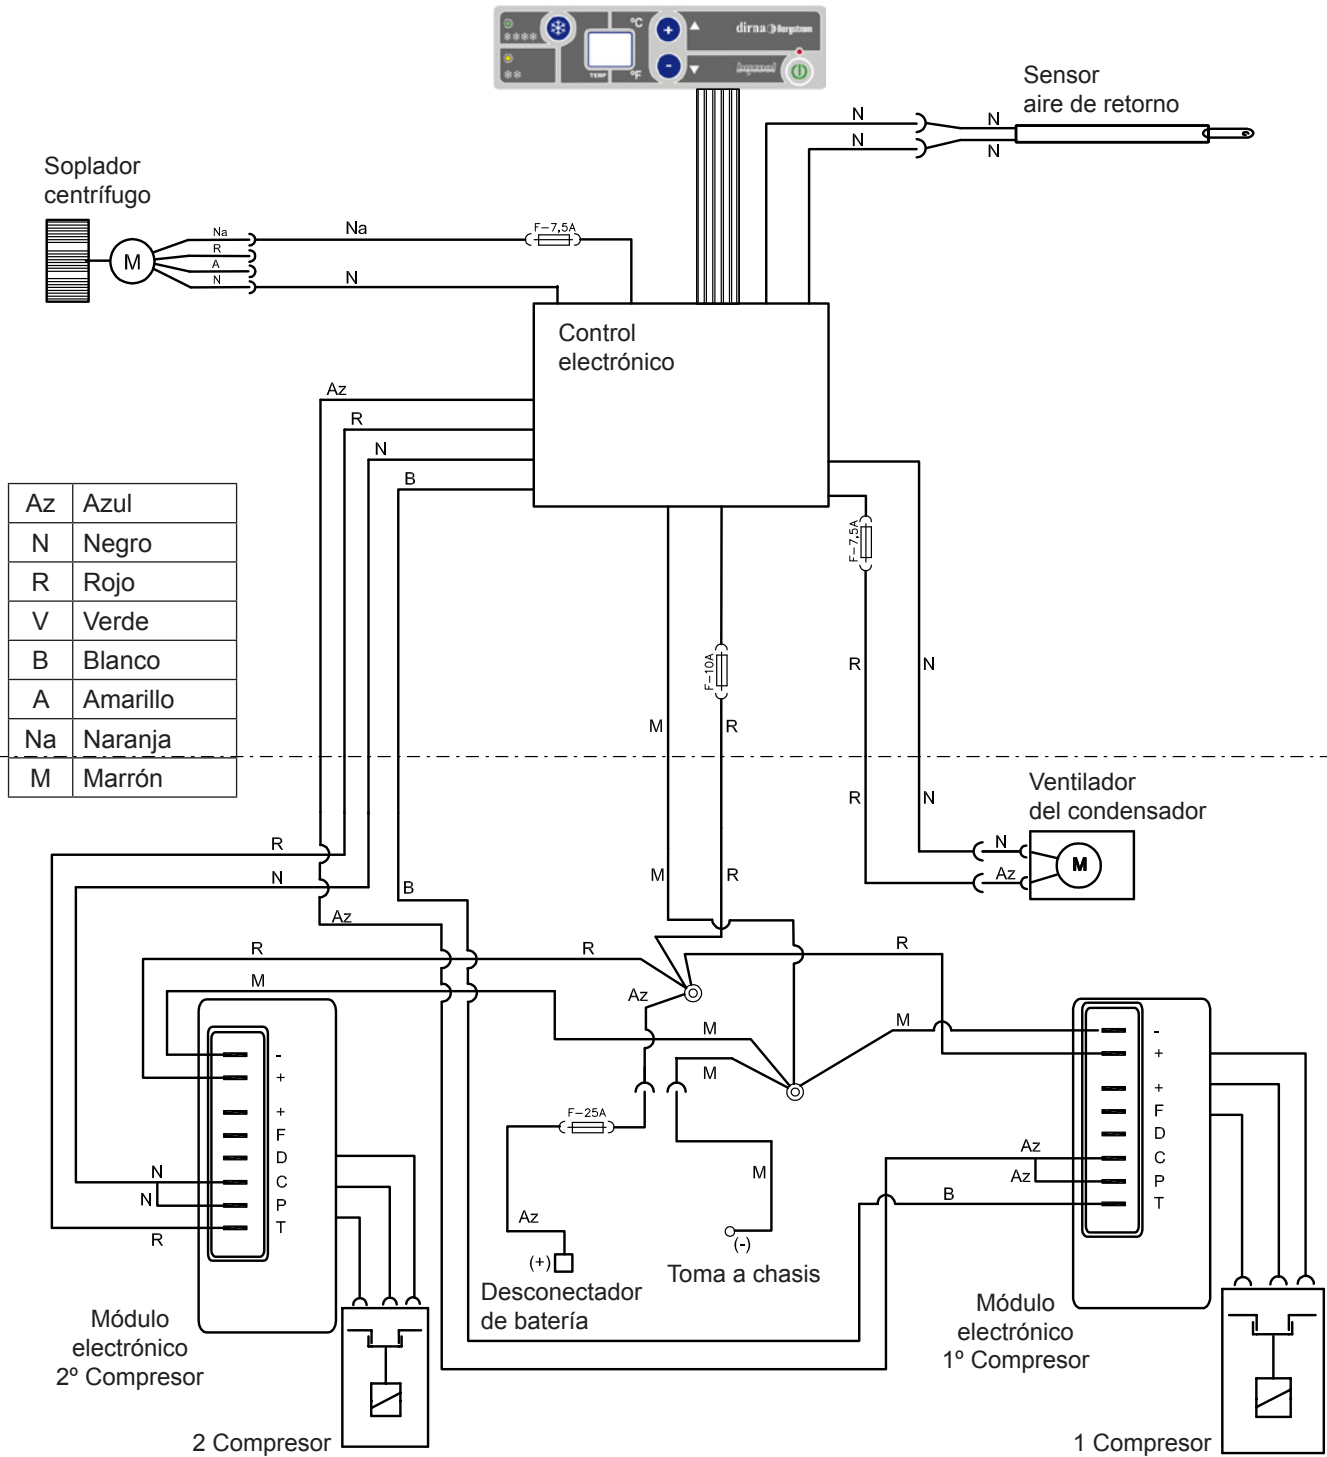 °C
dirna Bergstrom
°F
TEMP
Sensor
aire de retorno
N
N
N
N
Soplador
centrífugo
Na
R
A
N
Na
N
F-7,5A
M
Control
electrónico
Az
R
N
B
Az Azul
N Negro
R Rojo
V Verde
B Blanco
A Amarillo
Na Naranja
M Marrón
F-7,5A
F-10A
R
N
M
R
R
N
Ventilador
del condensador
N
Az
M
R
N
B
Az
M
R
R
R
R
M
Az
M
M
M
-
+
+
F
D
C
P
T
N
N
R
F-25A
Az
(+)
Desconectador
de batería
M
(-)
Toma a chasis
-
+
+
F
D
C
P
T
Az
Az
B
Módulo
electrónico
2º Compresor
2 Compresor
Módulo
electrónico
1º Compresor
1 Compresor